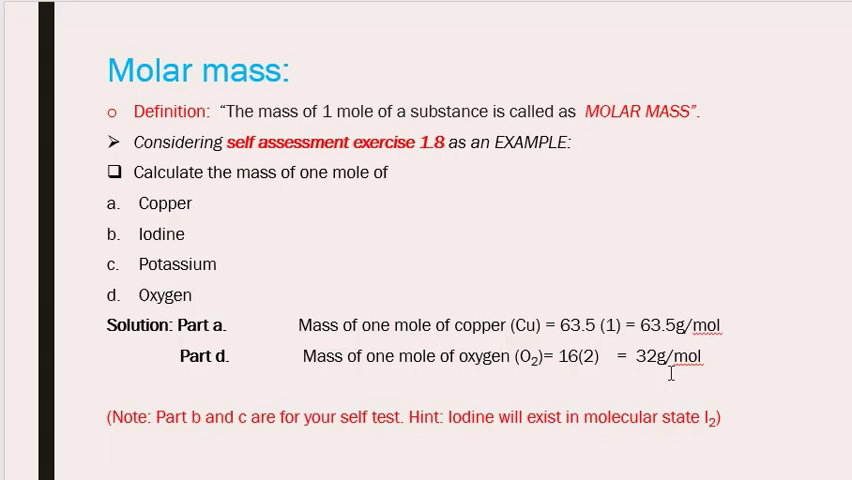 Molar mass:
o Definition: “The mass of 1 mole of a substance is called as MOLAR MASS”.
➢ Considering self assessment exercise 1.8 as an EXAMPLE:
❑ Calculate the mass of one mole of
a. Copper
b. Iodine
c. Potassium
d. Oxygen
Solution: Part a. Mass of one mole of copper (Cu) = 63.5 (1) = 63.5g/mol
Part d. Mass of one mole of oxygen (O₂)= 16(2) = 32g/mol
(Note: Part b and c are for your self test. Hint: Iodine will exist in molecular state I₂)